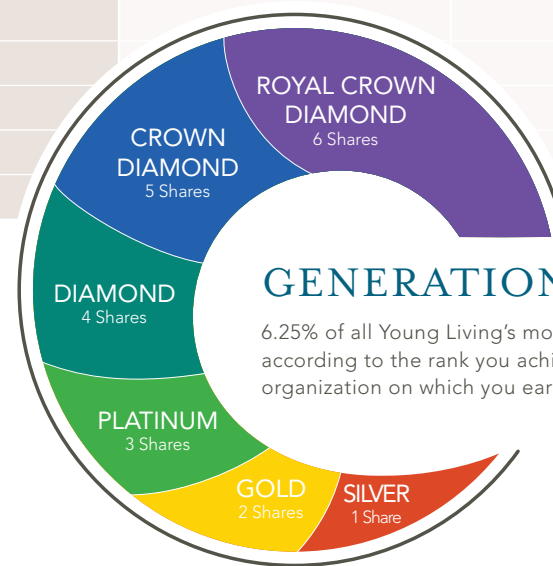 ROYAL CROWN
DIAMOND
6 Shares
CROWN
DIAMOND
5 Shares
DIAMOND
4 Shares
PLATINUM
3 Shares
GOLD
2 Shares
SILVER
1 Share
GENERATION
6.25% of all Young Living’s mo
according to the rank you achi
organization on which you ear